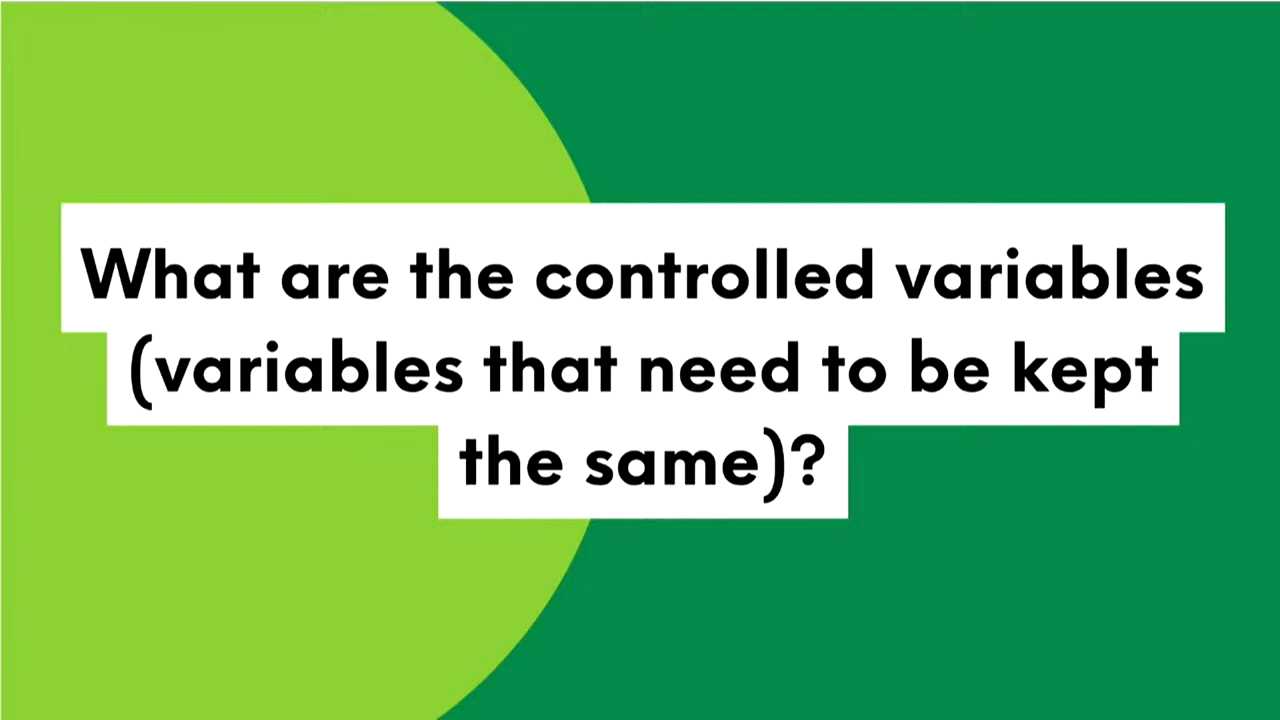 What are the controlled variables
(variables that need to be kept
the same)?